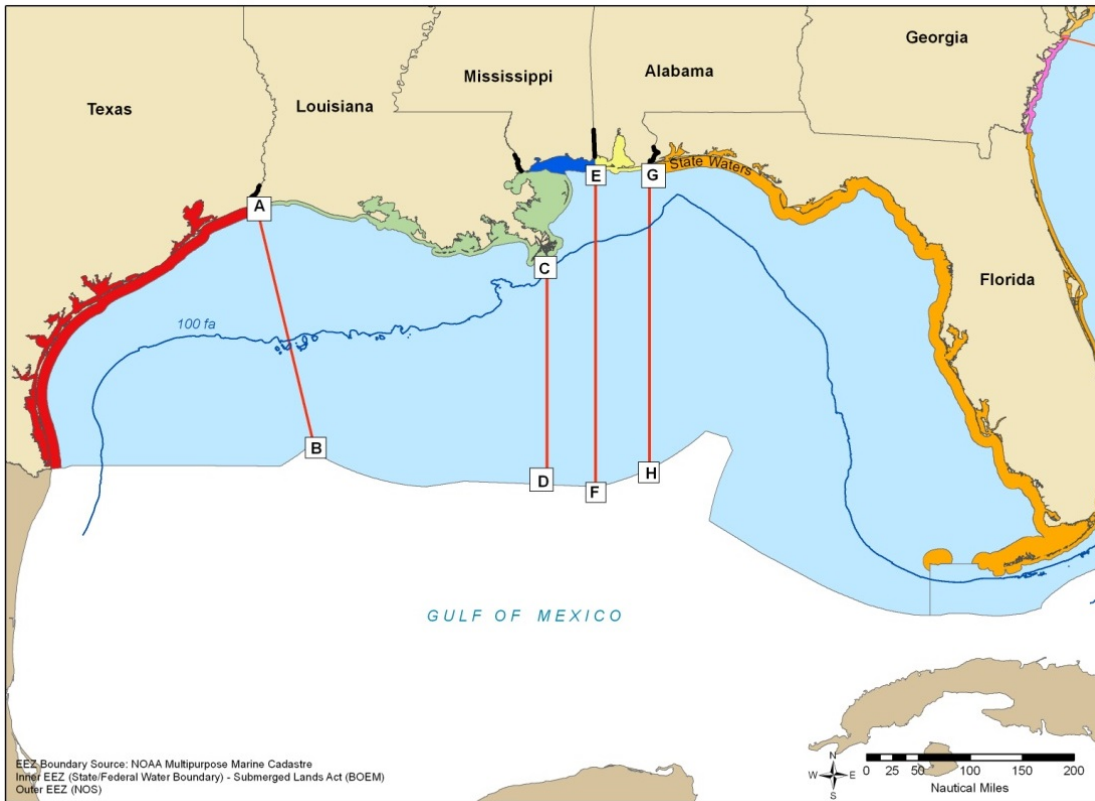 Georgia
Alabama
Mississippi
Texas
Louisiana
State Waters
E
G
A
C
Florida
100 fa
B
H
D
F
GULF OF MEXICO
N
W E
S
0 25 50 100 150 200
Nautical Miles
EEZ Boundary Source: NOAA Multipurpose Marine Cadastre
Inner EEZ (State/Federal Water Boundary) - Submerged Lands Act (BOEM)
Outer EEZ (NOS)